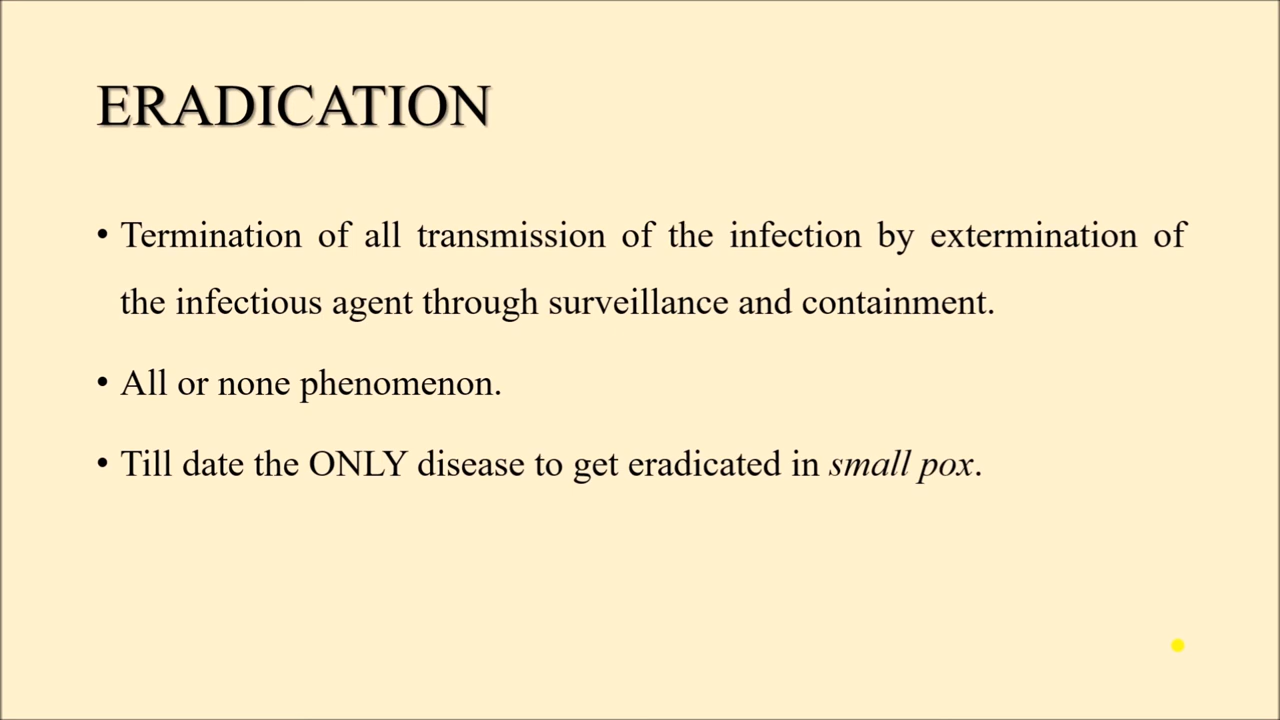 ERADICATION
• Termination of all transmission of the infection by extermination of
the infectious agent through surveillance and containment.
• All or none phenomenon.
• Till date the ONLY disease to get eradicated in small pox.